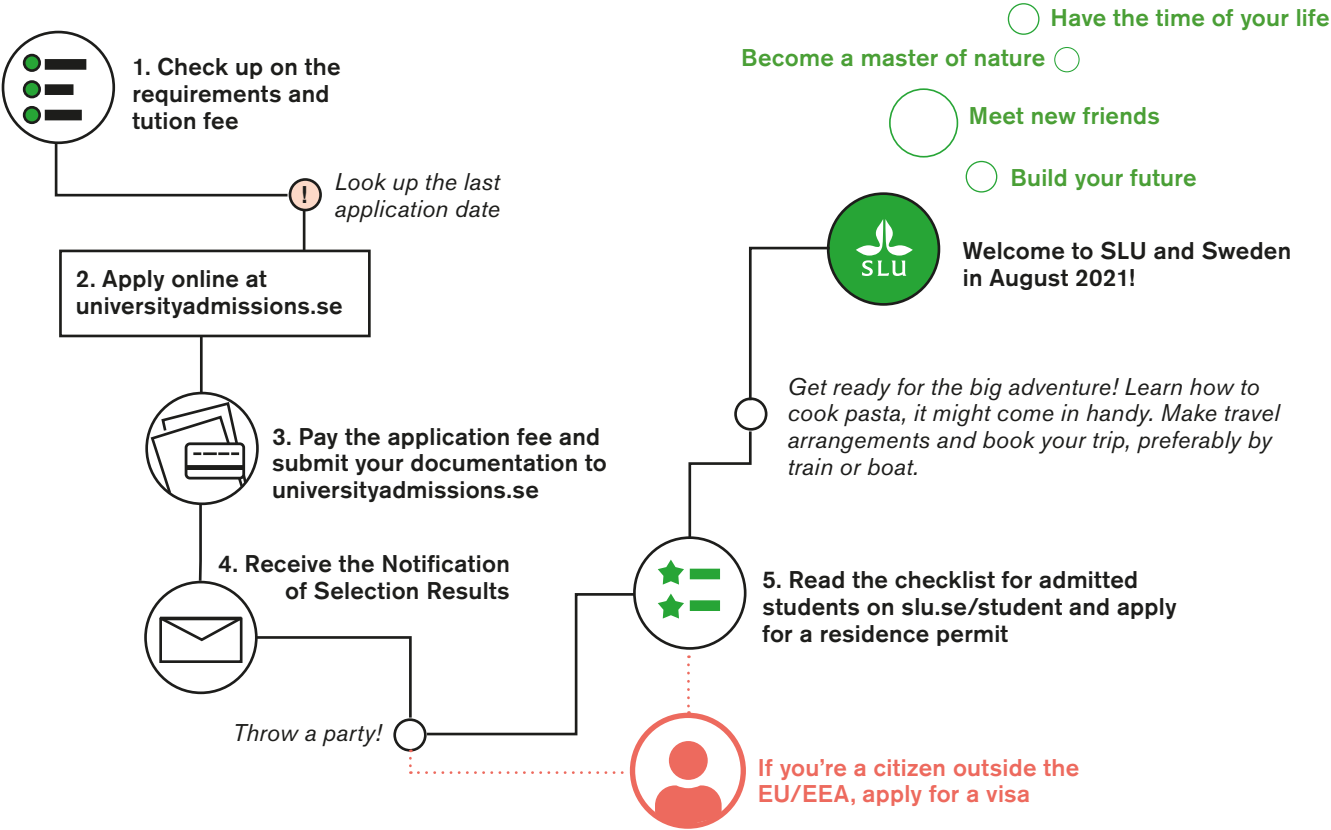 1. Check up on the
requirements and
tution fee
!
Look up the last
application date
2. Apply online at
universityadmissions.se
3. Pay the application fee and
submit your documentation to
universityadmissions.se
4. Receive the Notification
of Selection Results
Throw a party!
If you're a citizen outside the
EU/EEA, apply for a visa
5. Read the checklist for admitted
students on slu.se/student and apply
for a residence permit
Get ready for the big adventure! Learn how to
cook pasta, it might come in handy. Make travel
arrangements and book your trip, preferably by
train or boat.
SLU
Welcome to SLU and Sweden
in August 2021!
Build your future
Meet new friends
Become a master of nature
Have the time of your life